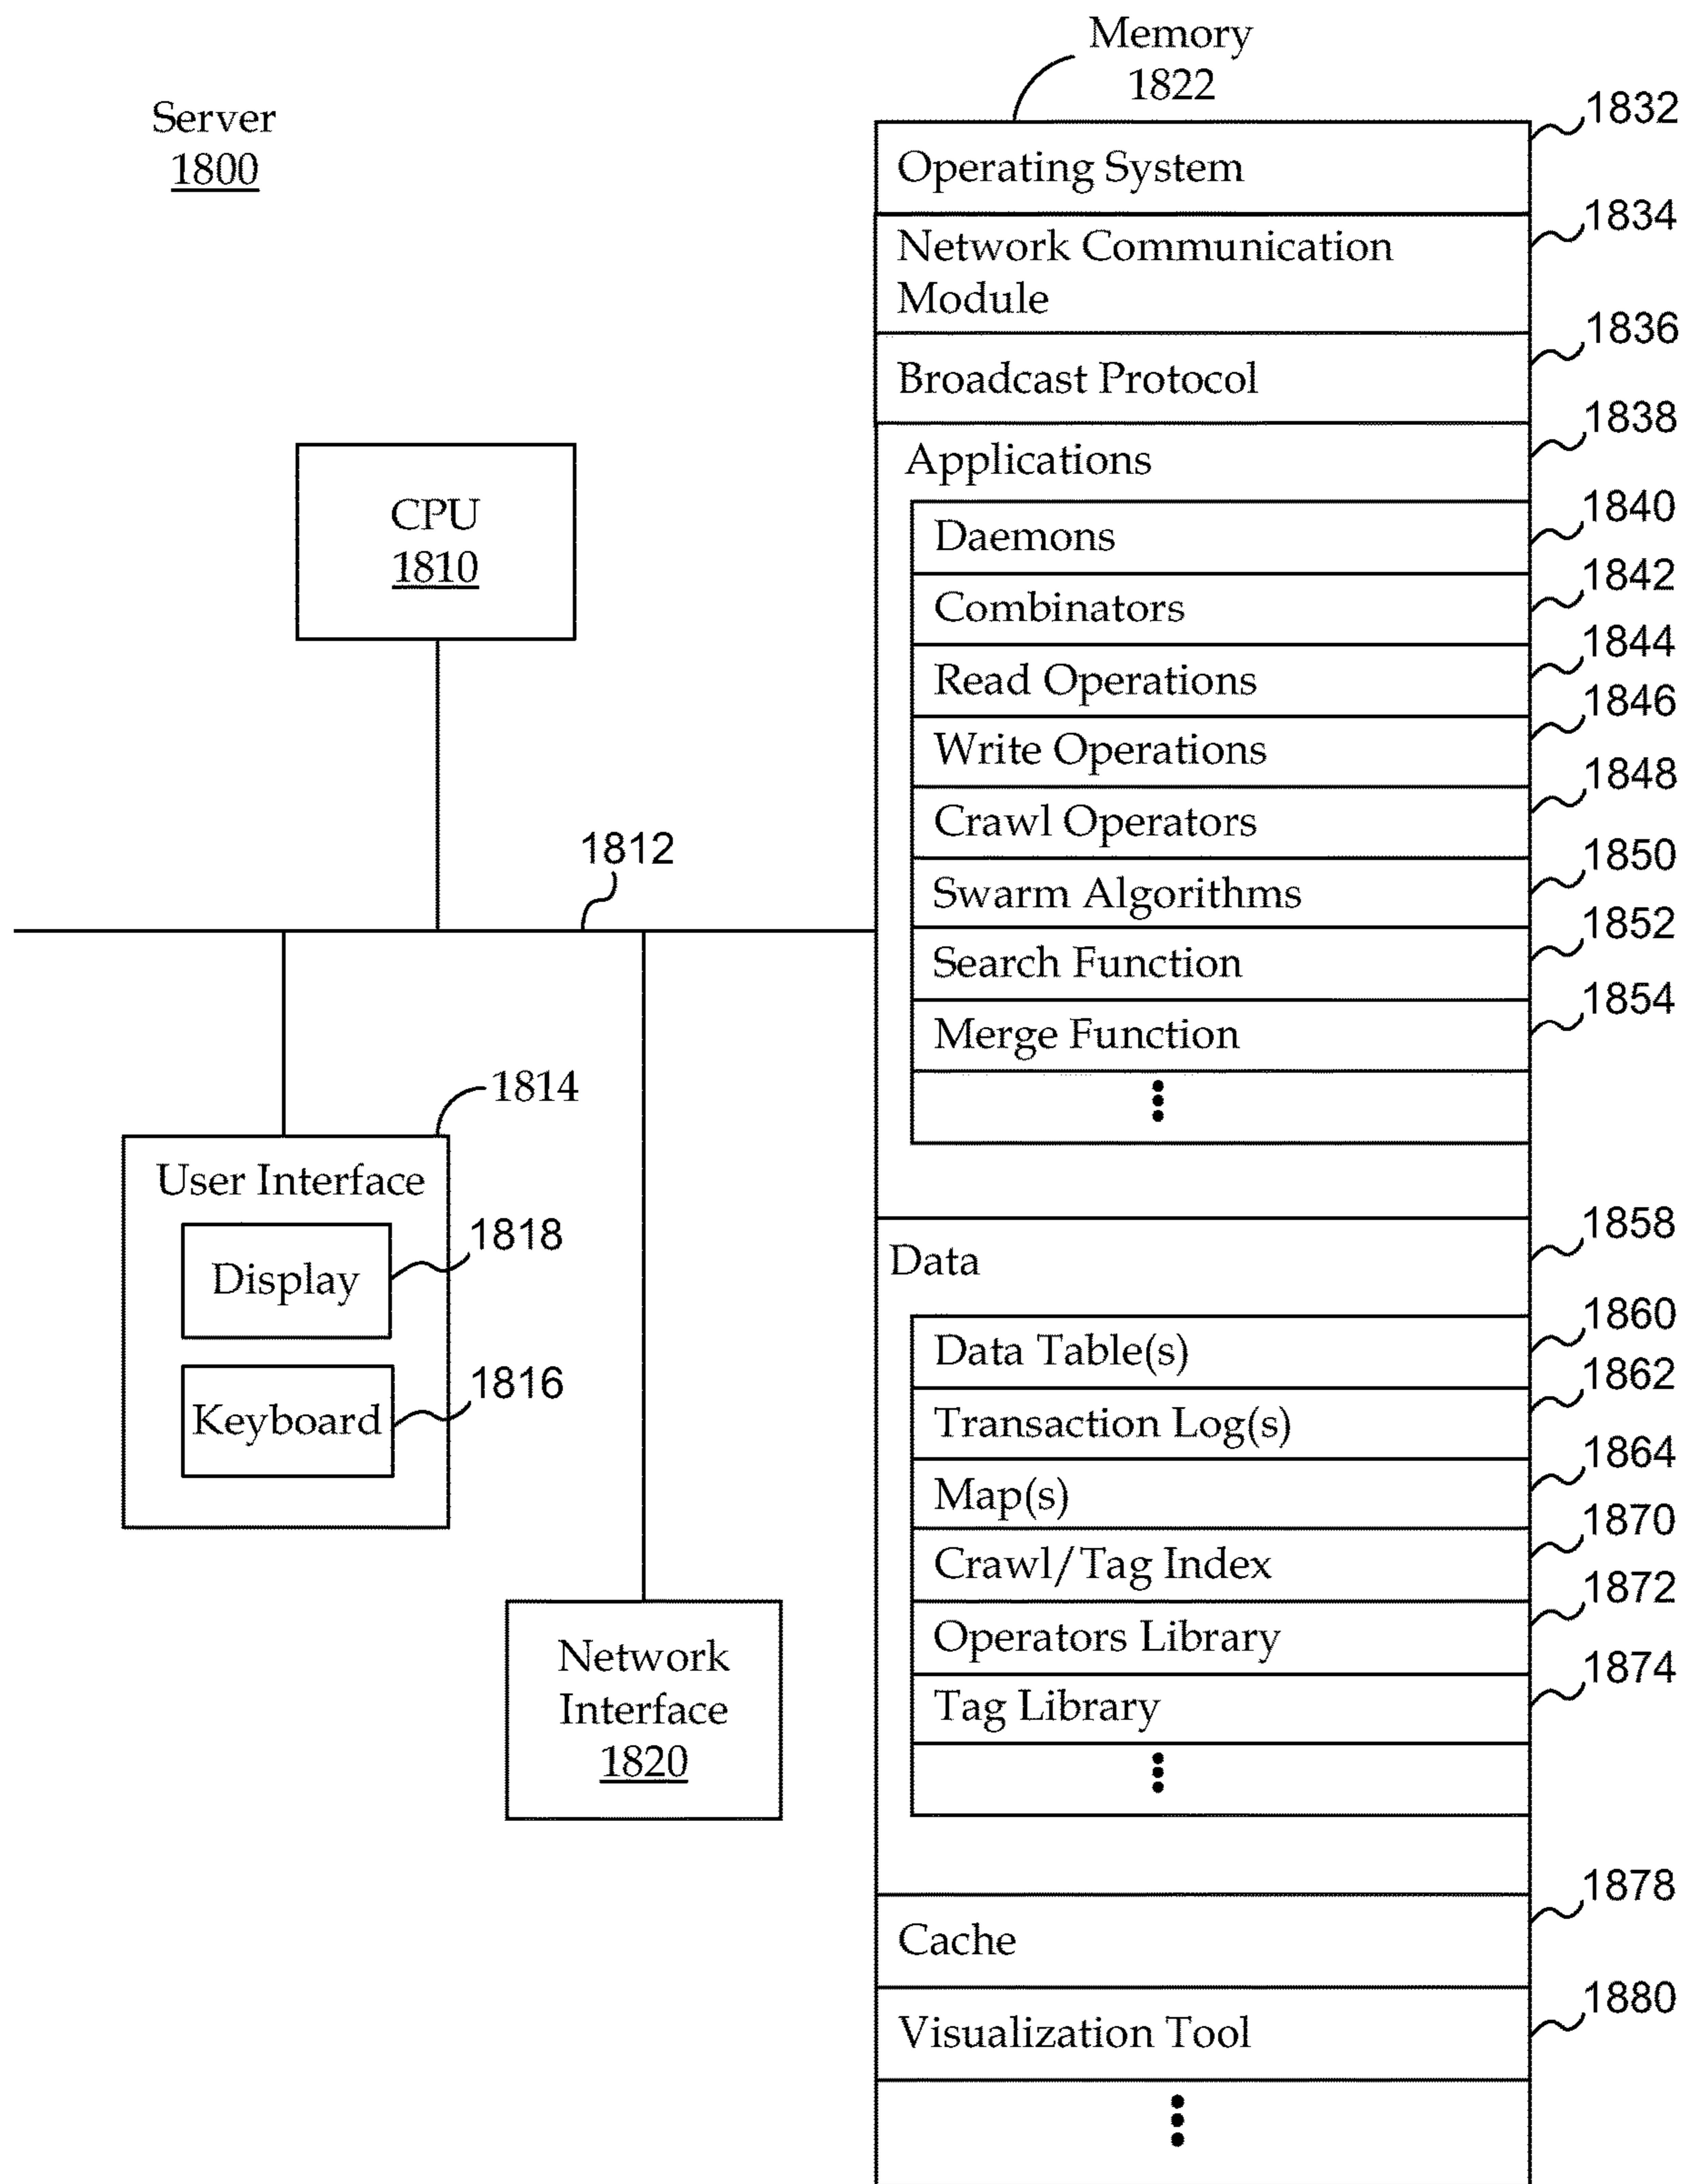 Server
1800
Memory
1822
Operating System
1832
Network Communication
Module
1834
Broadcast Protocol
1836
Applications
1838
Daemons
1840
Combinators
1842
Read Operations
1844
Write Operations
1846
Crawl Operators
1848
Swarm Algorithms
1850
Search Function
1852
Merge Function
1854
CPU
1810
1812
1814
User Interface
Display
1818
Keyboard
1816
Network
Interface
1820
Data
1858
Data Table(s)
1860
Transaction Log(s)
1862
Map(s)
1864
Crawl/Tag Index
1870
Operators Library
1872
Tag Library
1874
Cache
1878
Visualization Tool
1880